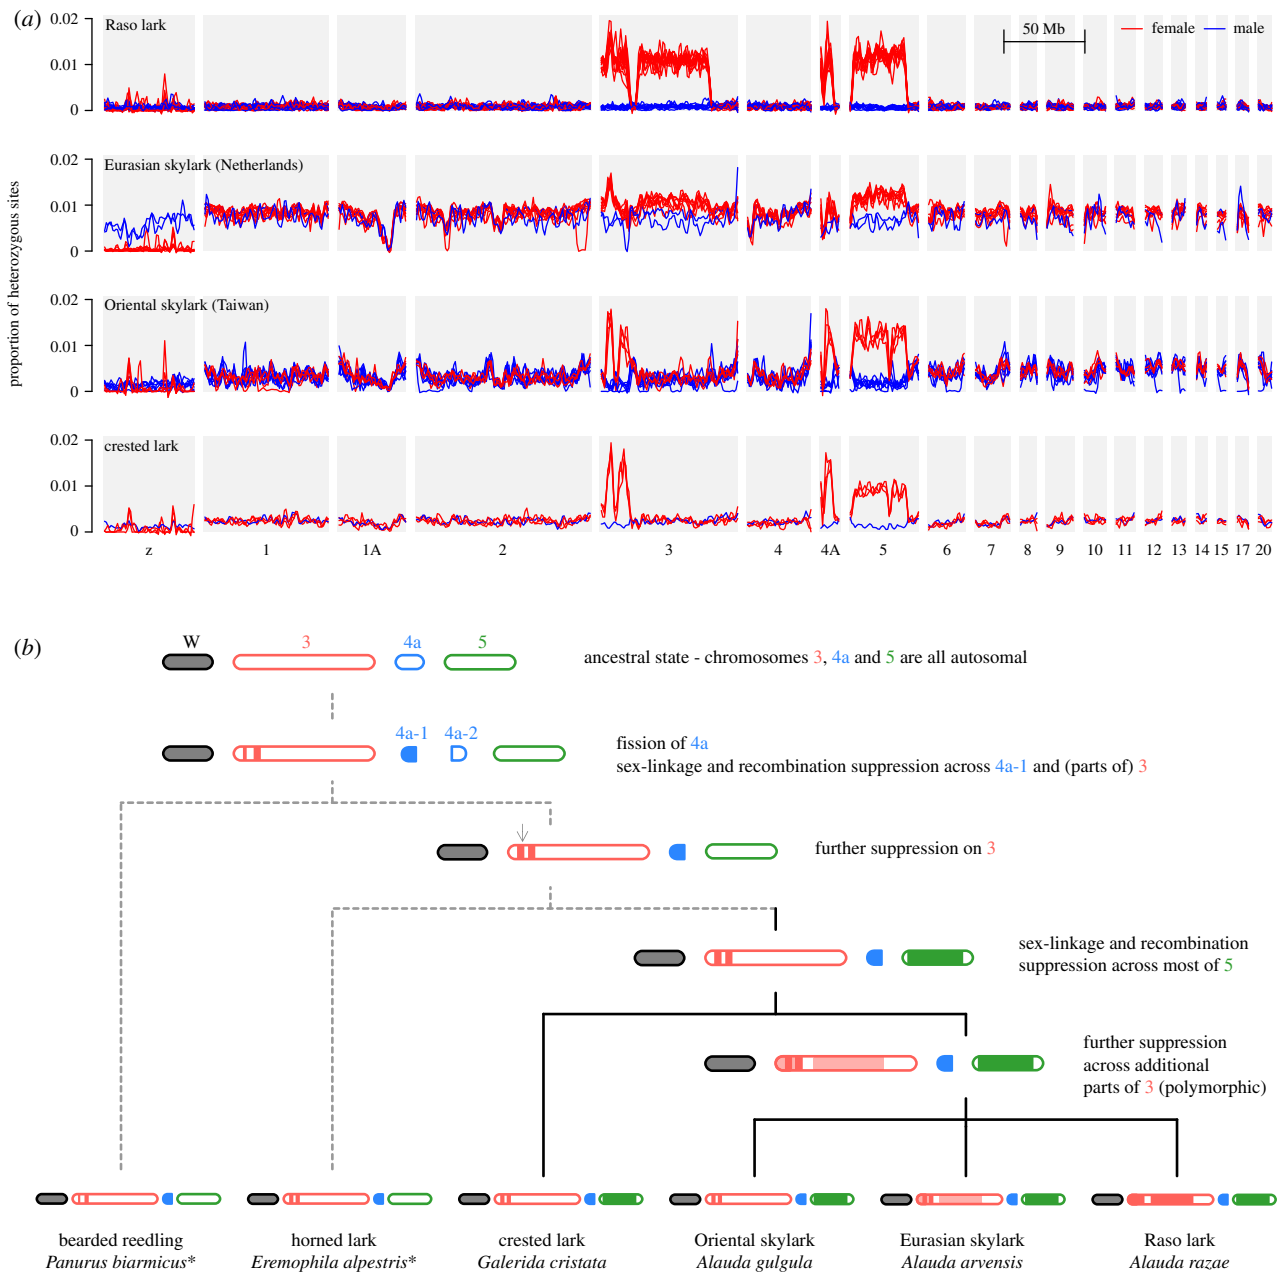 (a)
proportion of heterozygous sites
0.02
0.01
0
Raso lark
50 Mb
female
male
0.02
0.01
0
Eurasian skylark (Netherlands)
0.02
0.01
0
Oriental skylark (Taiwan)
0.02
0.01
0
crested lark
z 1 1A 2 3 4 4A 5 6 7 8 9 10 11 12 13 14 15 17 20
(b)
W 3 4a 5
ancestral state - chromosomes 3, 4a and 5 are all autosomal
4a-1 4a-2
fission of 4a
sex-linkage and recombination suppression across 4a-1 and (parts of) 3
further suppression on 3
sex-linkage and recombination
suppression across most of 5
further suppression
across additional
parts of 3 (polymorphic)
bearded reedling
Panurus biarmicus*
horned lark
Eremophila alpestris*
crested lark
Galerida cristata
Oriental skylark
Alauda gulgula
Eurasian skylark
Alauda arvensis
Raso lark
Alauda razae